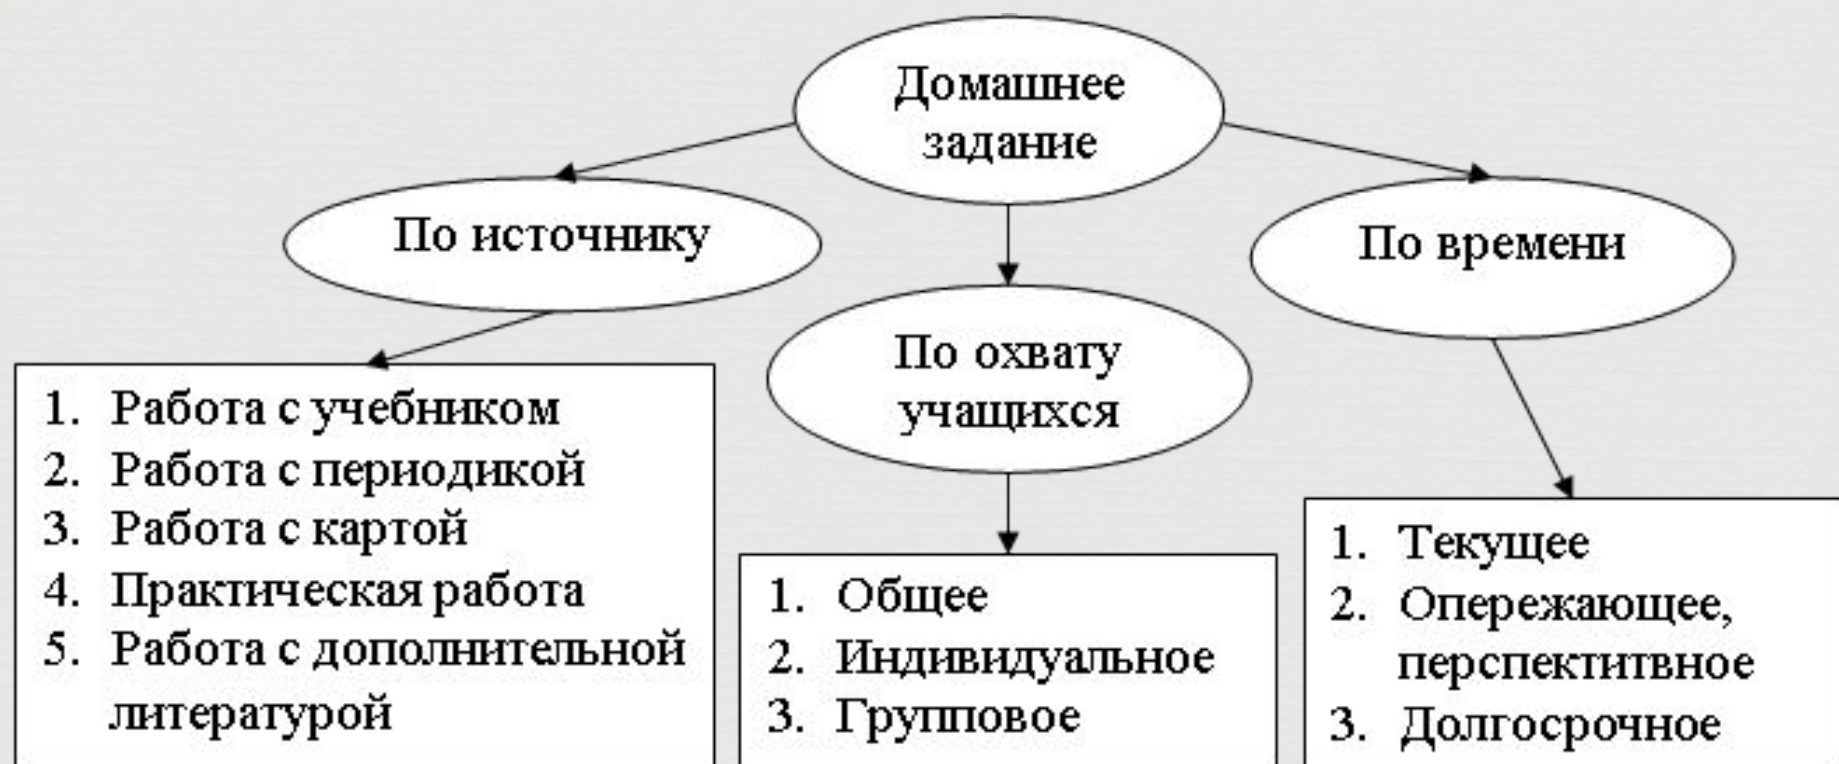 Домашнее
задание
По источнику
По охвату
учащихся
По времени
1. Работа с учебником
2. Работа с периодикой
3. Работа с картой
4. Практическая работа
5. Работа с дополнительной
литературой
1. Общее
2. Индивидуальное
3. Групповое
1. Текущее
2. Опережающее,
перспектитвное
3. Долгосрочное